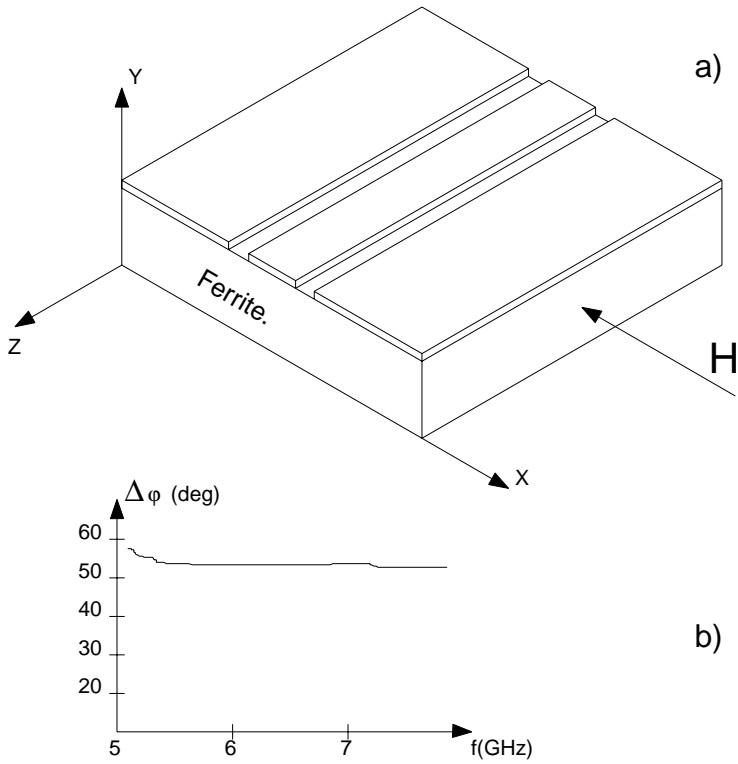 a)
Y
Ferrite.
Z
H
X
Δφ (deg)
60
50
40
30
20
b)
5 6 7 f(GHz)